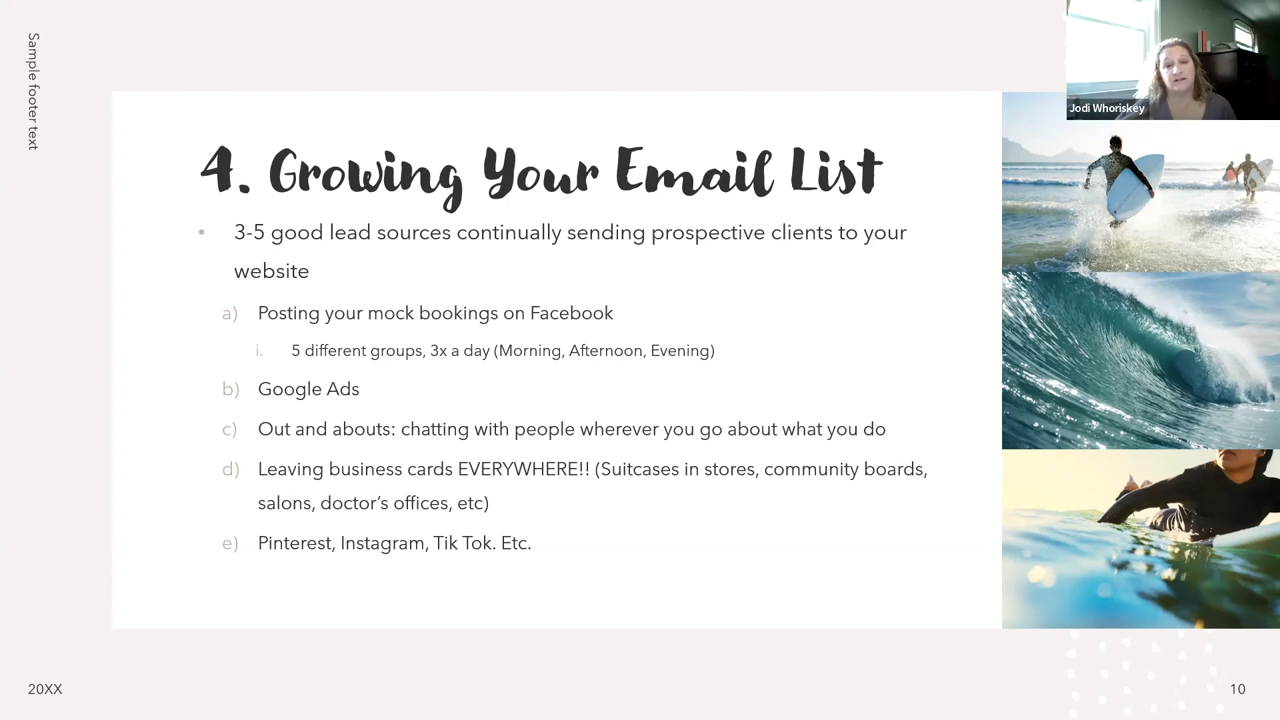 Sample footer text
Jodi Whoriskey
4. Growing Your Email List
• 3-5 good lead sources continually sending prospective clients to your
website
a) Posting your mock bookings on Facebook
i. 5 different groups, 3x a day (Morning, Afternoon, Evening)
b) Google Ads
c) Out and abouts: chatting with people wherever you go about what you do
d) Leaving business cards EVERYWHERE!! (Suitcases in stores, community boards,
salons, doctor's offices, etc)
e) Pinterest, Instagram, Tik Tok. Etc.
20XX
10